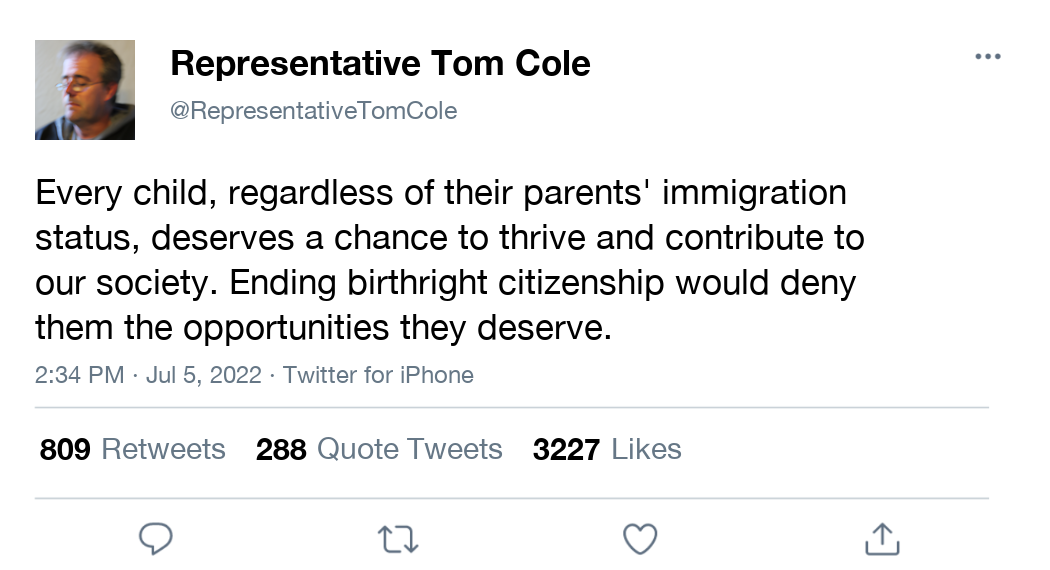 Representative Tom Cole
@RepresentativeTomCole
Every child, regardless of their parents' immigration
status, deserves a chance to thrive and contribute to
our society. Ending birthright citizenship would deny
them the opportunities they deserve.
2:34 PM · Jul 5, 2022 · Twitter for iPhone
809 Retweets 288 Quote Tweets 3227 Likes